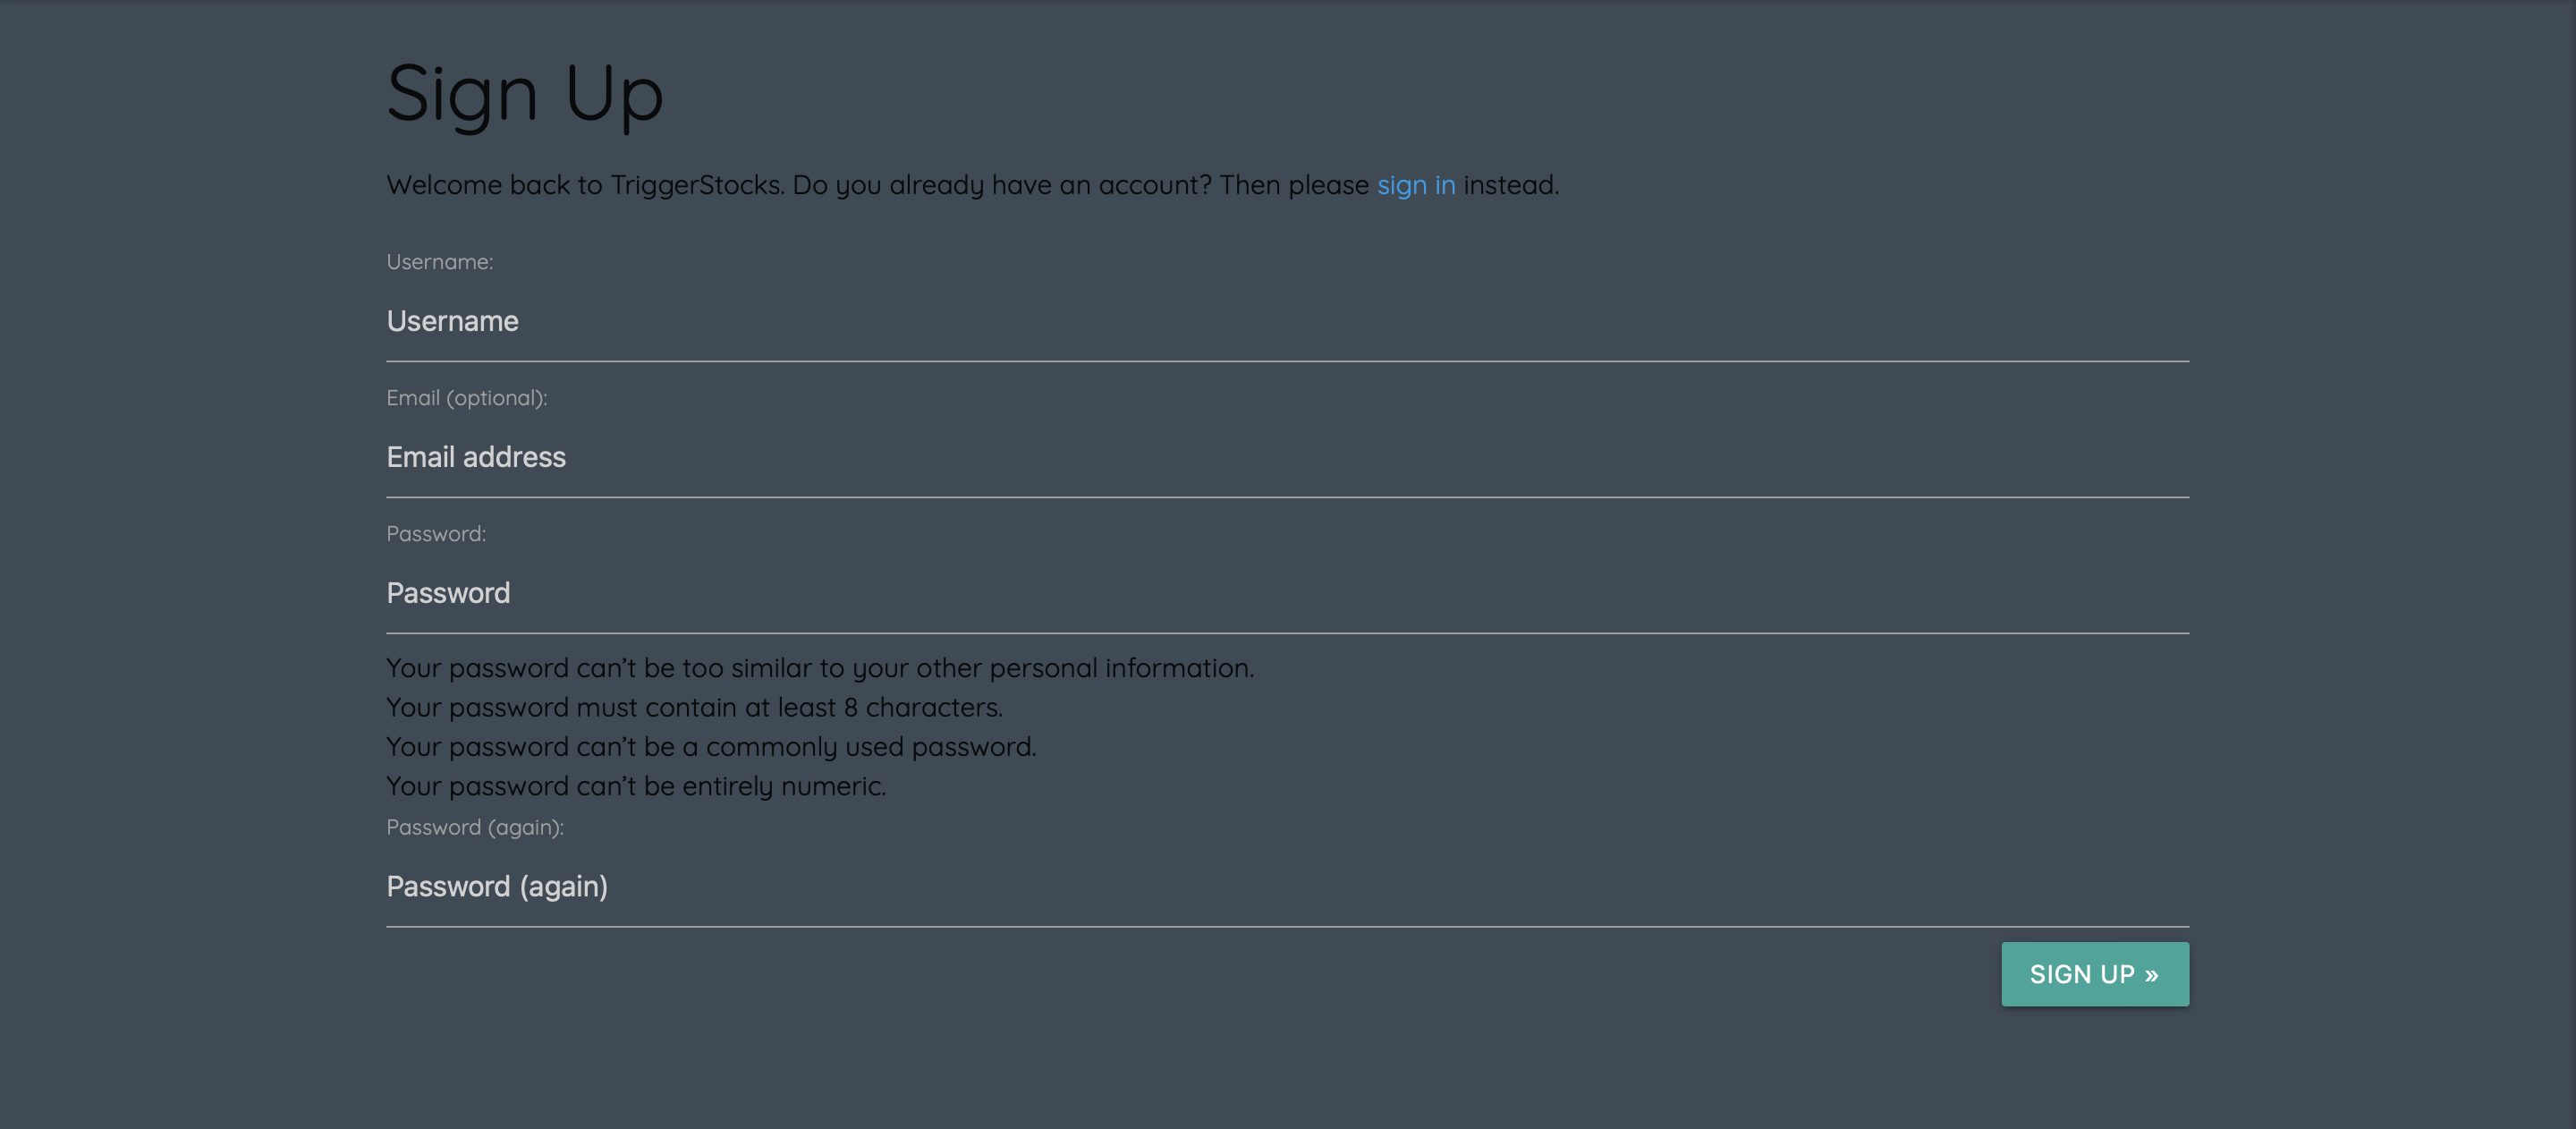 Sign Up
Welcome back to TriggerStocks. Do you already have an account? Then please sign in instead.
Username:
Username
Email (optional):
Email address
Password:
Password
Your password can’t be too similar to your other personal information.
Your password must contain at least 8 characters.
Your password can’t be a commonly used password.
Your password can’t be entirely numeric.
Password (again):
Password (again)
SIGN UP »